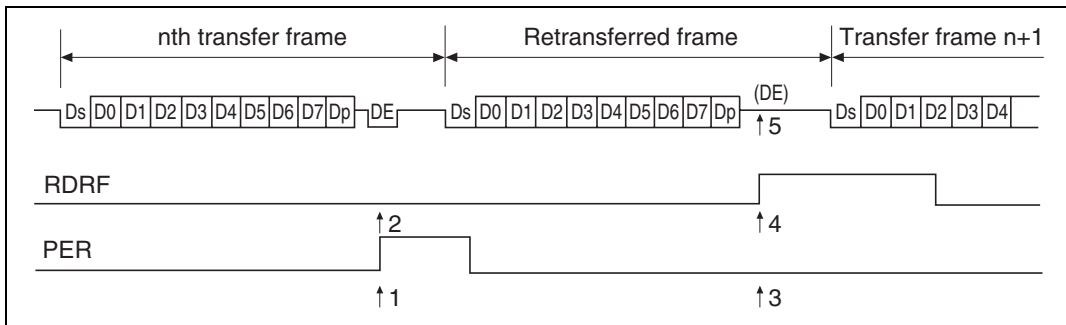 nth transfer frame Retransferred frame Transfer frame n+1
(DE)
Ds D0 D1 D2 D3 D4 D5 D6 D7 Dp DE Ds D0 D1 D2 D3 D4 D5 D6 D7 Dp Ds D0 D1 D2 D3 D4
5
RDRF
2 4
PER
1 3